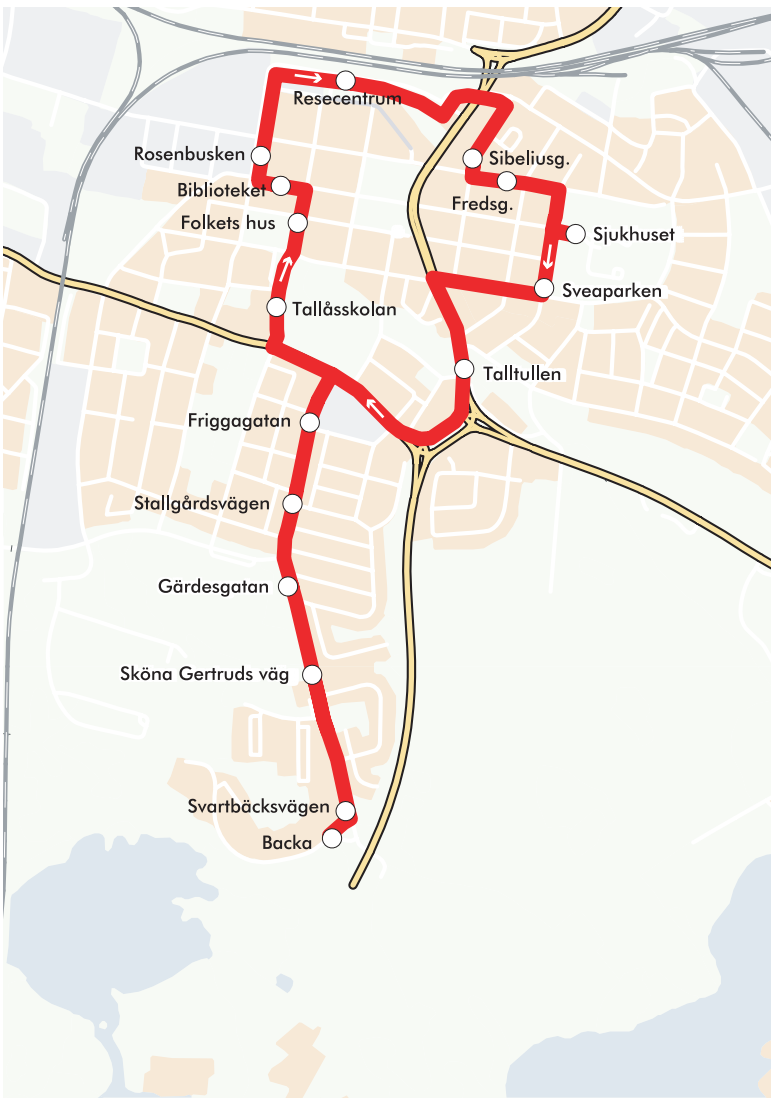 Resecentrum
Rosenbusken
Sibeliusg.
Biblioteket
Fredsg.
Folkets hus
Sjukhuset
Sveaparken
Tallåsskolan
Talltullen
Friggagatan
Stallgårdsvägen
Gärdesgatan
Sköna Gertruds väg
Svartbäcksvägen
Backa